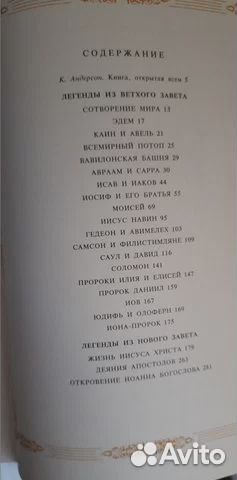 СОДЕРЖАНИЕ
К. Андерсон. Книга, открытая всем 5
ЛЕГЕНДЫ ИЗ ВЕТХОГО ЗАВЕТА
СОТВОРЕНИЕ МИРА 13
ЭДЕМ 17
КАИН И АВЕЛЬ 21
ВСЕМИРНЫЙ ПОТОП 25
ВАВИЛОНСКАЯ БАШНЯ 29
АВРААМ И САРРА 30
ИСАВ И ИАКОВ 44
ИОСИФ И ЕГО БРАТЬЯ 55
МОИСЕЙ 69
ИИСУС НАВИН 95
ГЕДЕОН И АВИМЕЛЕХ 103
САМСОН И ФИЛИСТИМЛЯНЕ 109
САУЛ И ДАВИД 116
СОЛОМОН 141
ПРОРОКИ ИЛИЯ И ЕЛИСЕЙ 147
ПРОРОК ДАНИИЛ 159
ИОВ 167
ЮДИФЬ И ОЛОФЕРН 169
ИОНА-ПРОРОК 175
ЛЕГЕНДЫ ИЗ НОВОГО ЗАВЕТА
ЖИЗНЬ ИИСУСА ХРИСТА 179
ДЕЯНИЯ АПОСТОЛОВ 263
ОТКРОВЕНИЕ ИОАННА БОГОСЛОВА 281
Avito